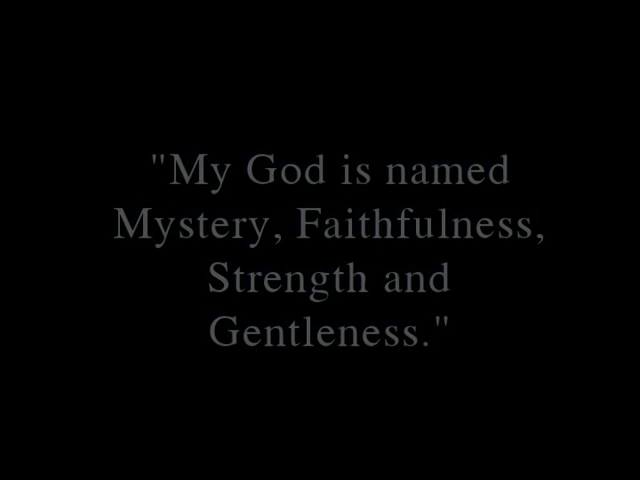 "My God is named
Mystery, Faithfulness,
Strength and
Gentleness."